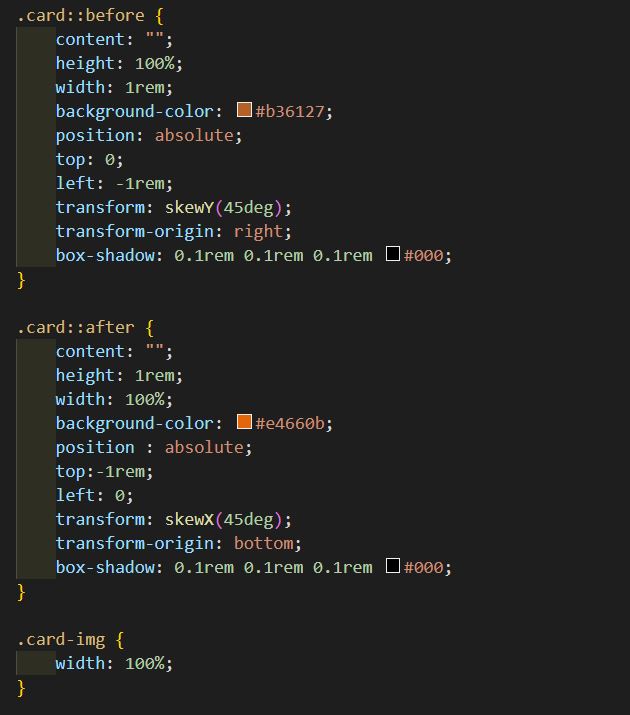 .card::before {
    content: "";
    height: 100%;
    width: 1rem;
    background-color: #b36127;
    position: absolute;
    top: 0;
    left: -1rem;
    transform: skewY(45deg);
    transform-origin: right;
    box-shadow: 0.1rem 0.1rem 0.1rem #000;
}

.card::after {
    content: "";
    height: 1rem;
    width: 100%;
    background-color: #e4660b;
    position : absolute;
    top:-1rem;
    left: 0;
    transform: skewX(45deg);
    transform-origin: bottom;
    box-shadow: 0.1rem 0.1rem 0.1rem #000;
}

.card-img {
    width: 100%;
}